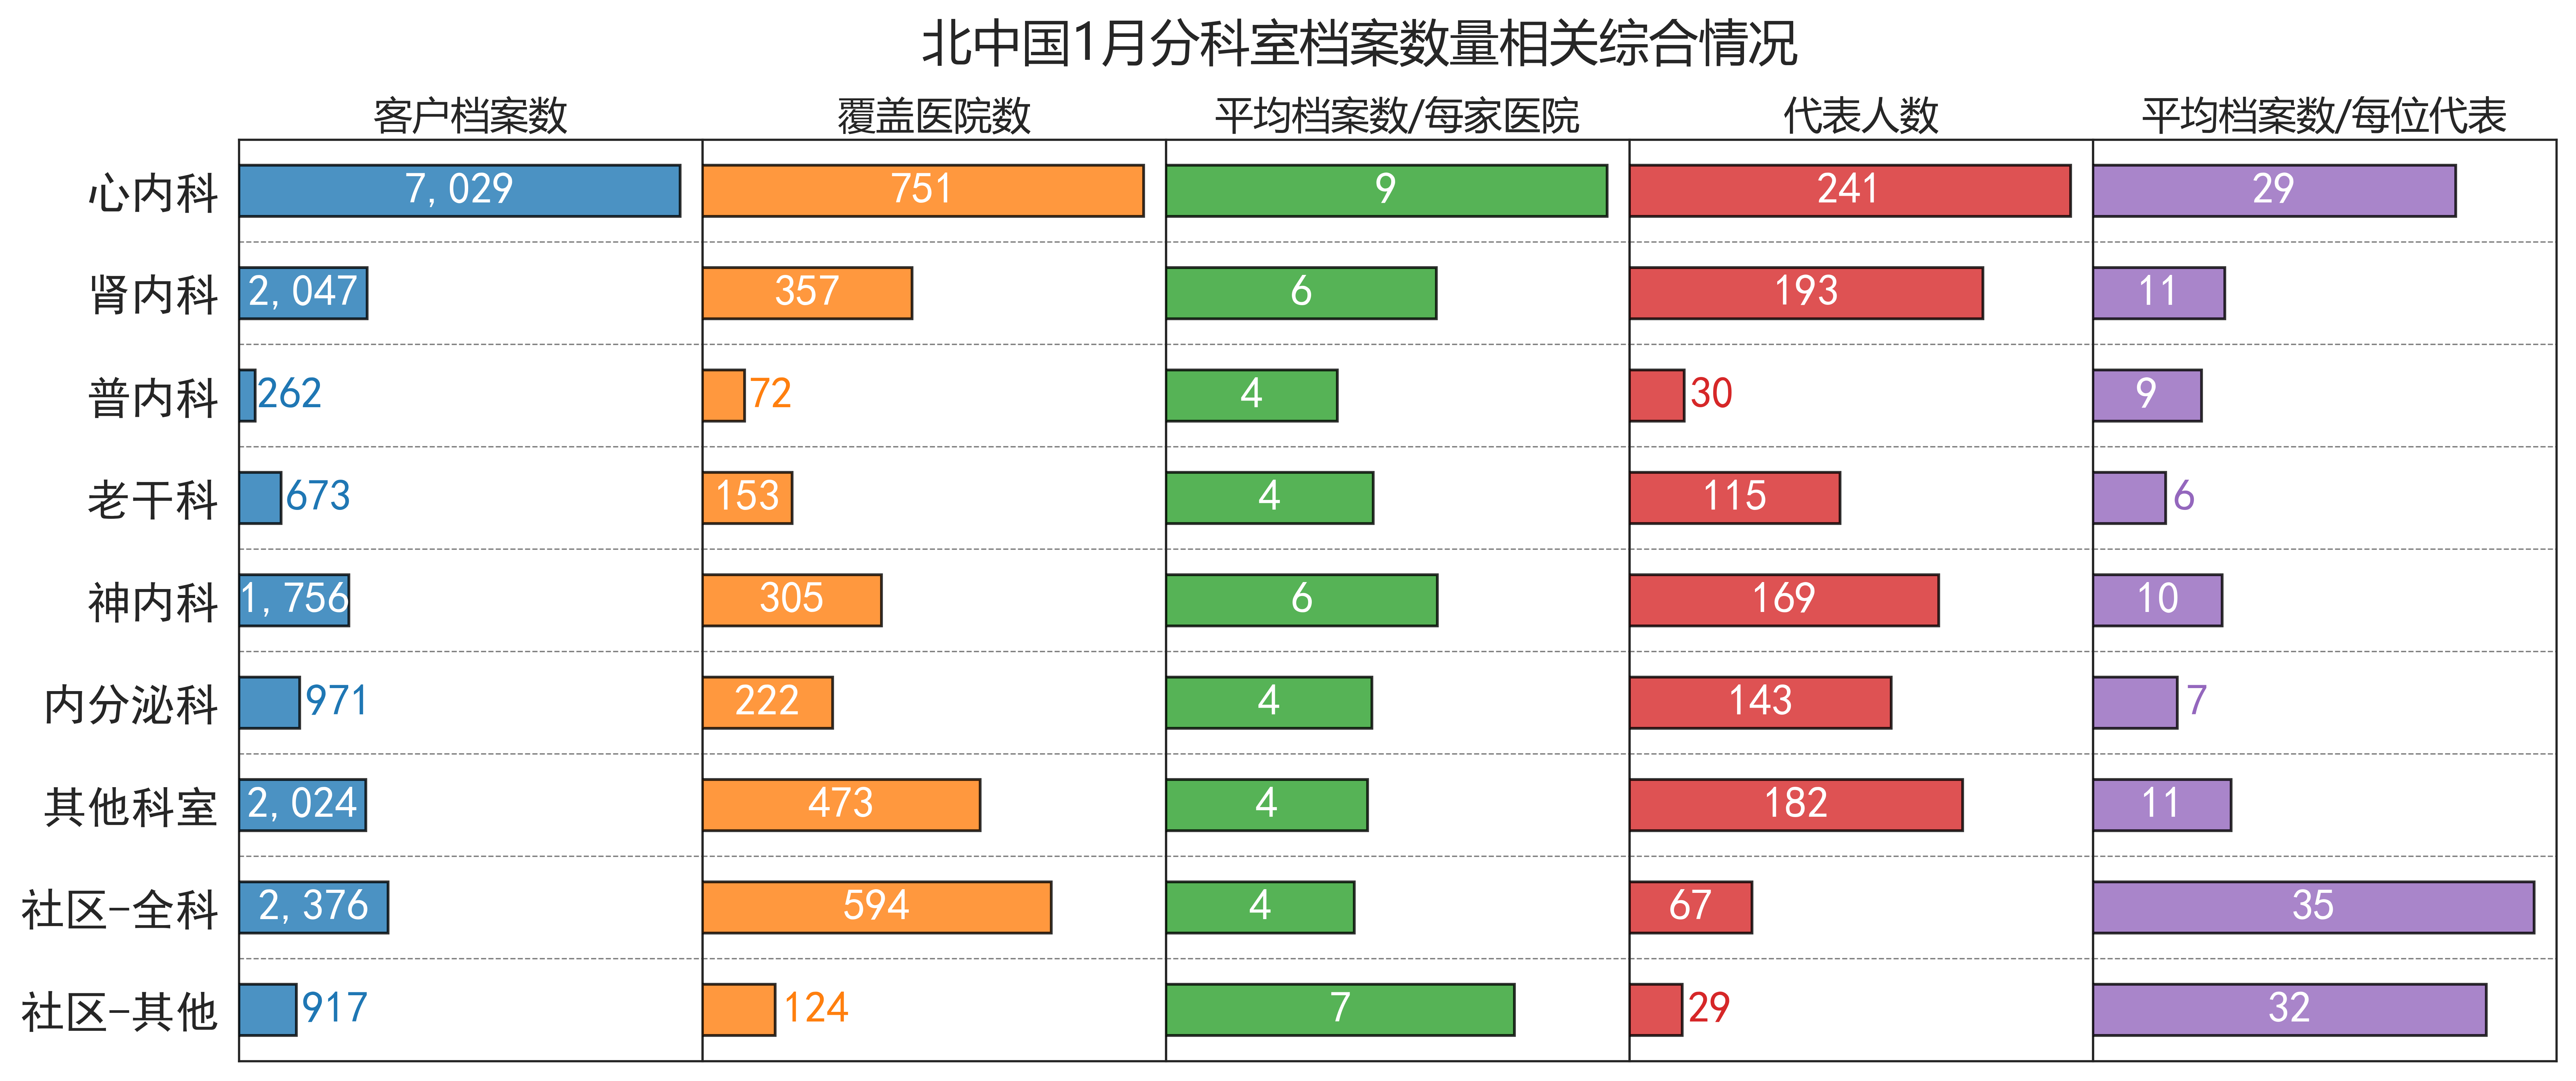 北中国1月分科室档案数量相关综合情况
客户档案数 覆盖医院数 平均档案数/每家医院 代表人数 平均档案数/每位代表
心内科 7,029 751 9 241 29
肾内科 2,047 357 6 193 11
普内科 262 72 4 30 9
老干科 673 153 4 115 6
神内科 1,756 305 6 169 10
内分泌科 971 222 4 143 7
其他科室 2,024 473 4 182 11
社区-全科 2,376 594 4 67 35
社区-其他 917 124 7 29 32